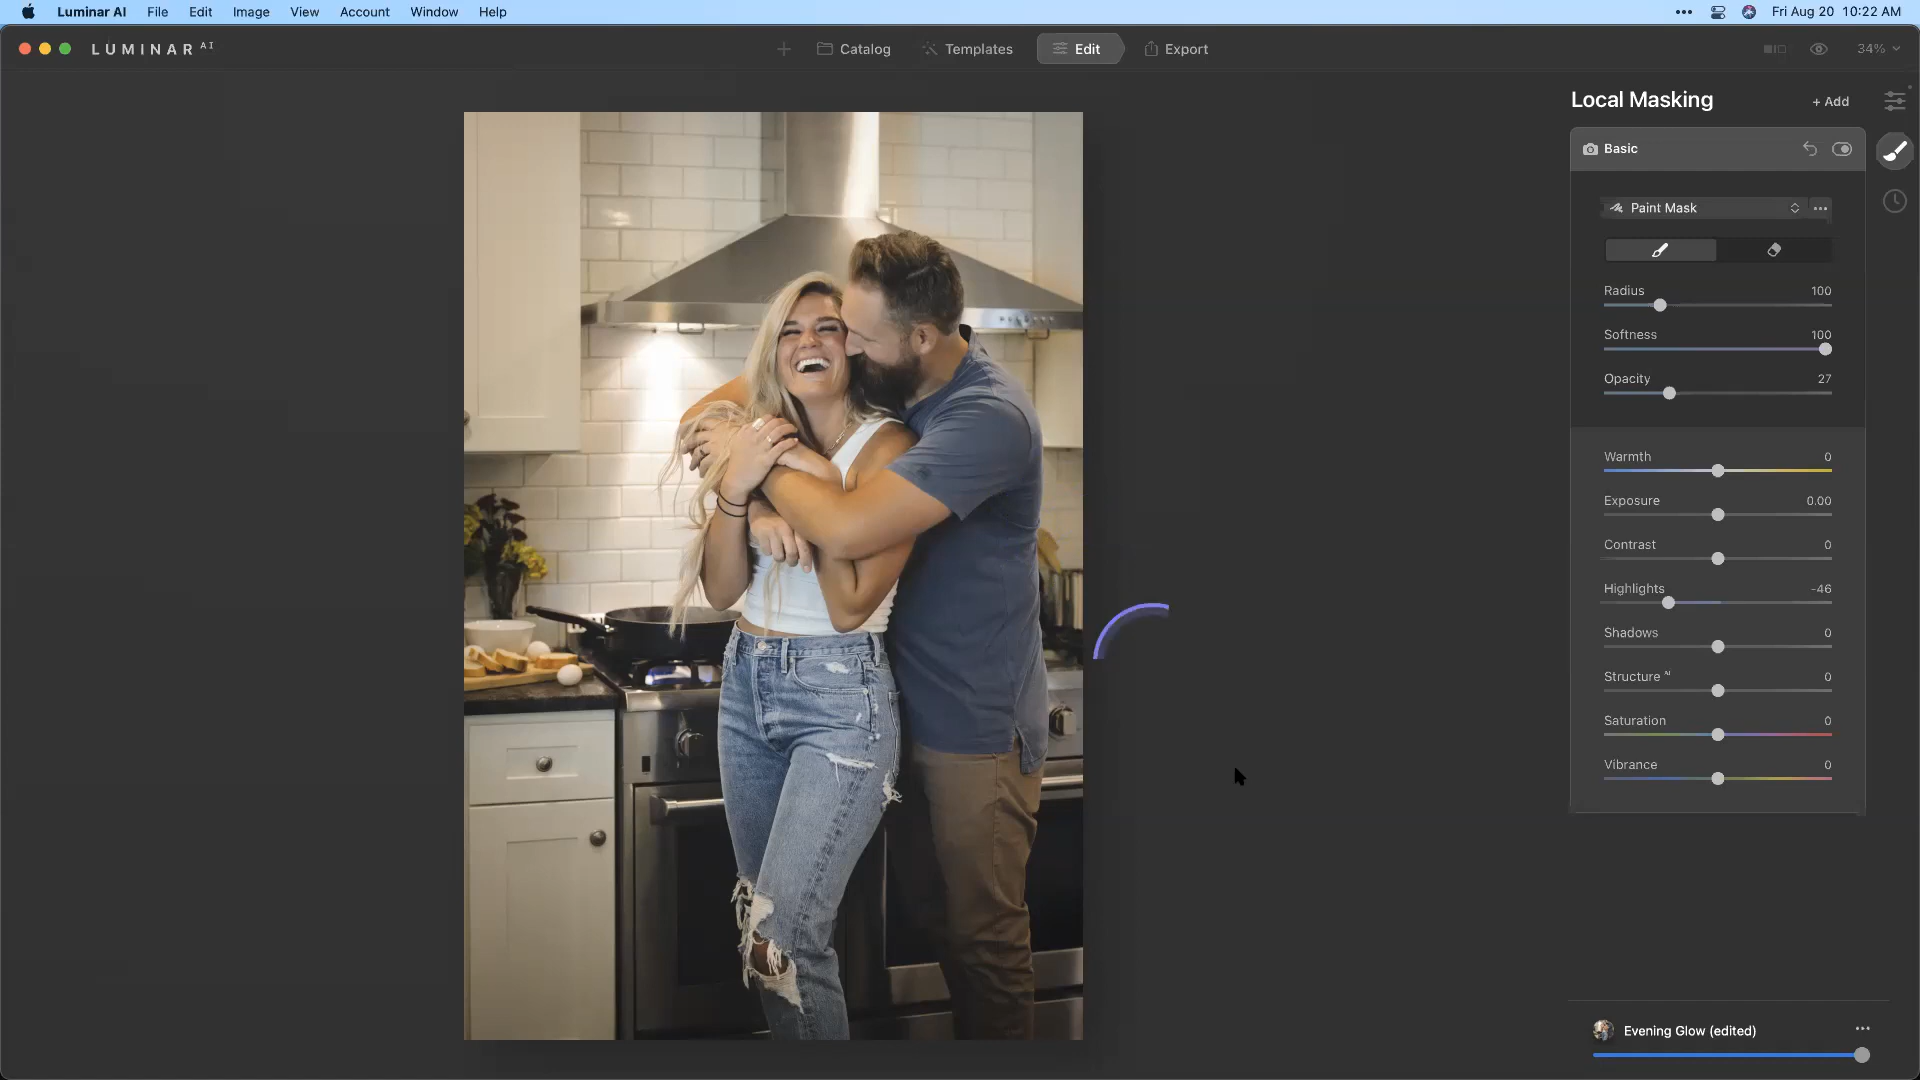 Luminar AI File Edit Image View Account Window Help Fri Aug 20 10:22 AM
LUMINAR AI Catalog Templates Edit Export 34%
Local Masking + Add
Basic
Paint Mask
Radius 100
Softness 100
Opacity 27
Warmth 0
Exposure 0.00
Contrast 0
Highlights -46
Shadows 0
Structure AI 0
Saturation 0
Vibrance 0
Evening Glow (edited)